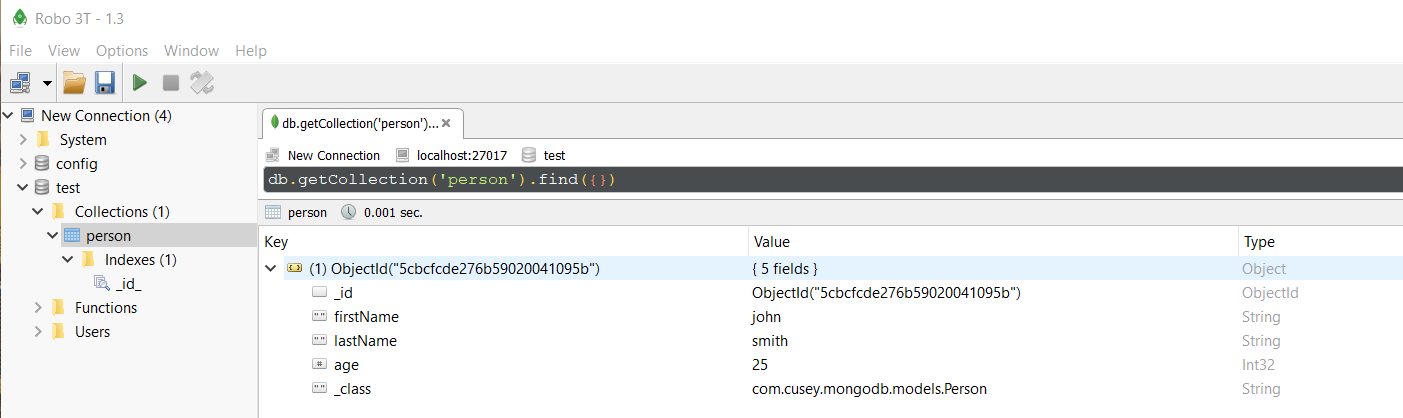 Robo 3T - 1.3
File View Options Window Help
New Connection (4)
System
config
test
Collections (1)
person
Indexes (1)
_id_
Functions
Users
db.getCollection('person')...
New Connection localhost:27017 test
db.getCollection('person').find({})
person 0.001 sec.
Key Value Type
(1) ObjectId("5cbcfcde276b59020041095b") { 5 fields } Object
_id ObjectId("5cbcfcde276b59020041095b") ObjectId
firstName john String
lastName smith String
age 25 Int32
_class com.cusey.mongodb.models.Person String